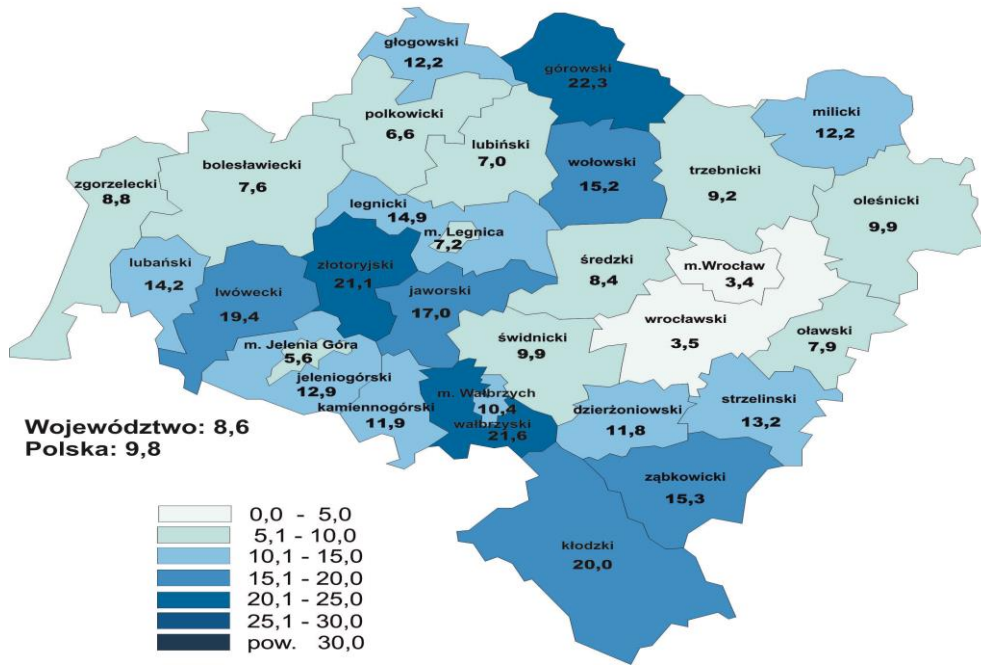 głogowski
12,2
górowski
22,3
milicki
12,2
polkowicki
6,6
lubiński
7,0
wołowski
15,2
trzebnicki
9,2
oleśnicki
9,9
bolesławiecki
7,6
zgorzelecki
8,8
legnicki
14,9
m. Legnica
7,2
lubański
14,2
lwówecki
19,4
złotoryjski
21,1
jaworski
17,0
średzki
8,4
m.Wrocław
3,4
wrocławski
3,5
oławski
7,9
świdnicki
9,9
m. Jelenia Góra
5,6
jeleniogórski
12,9
kamiennogórski
11,9
m. Wałbrzych
10,4
wałbrzyski
21,6
dzierżoniowski
11,8
strzelinski
13,2
ząbkowicki
15,3
kłodzki
20,0
Województwo: 8,6
Polska: 9,8
0,0 - 5,0
5,1 - 10,0
10,1 - 15,0
15,1 - 20,0
20,1 - 25,0
25,1 - 30,0
pow. 30,0